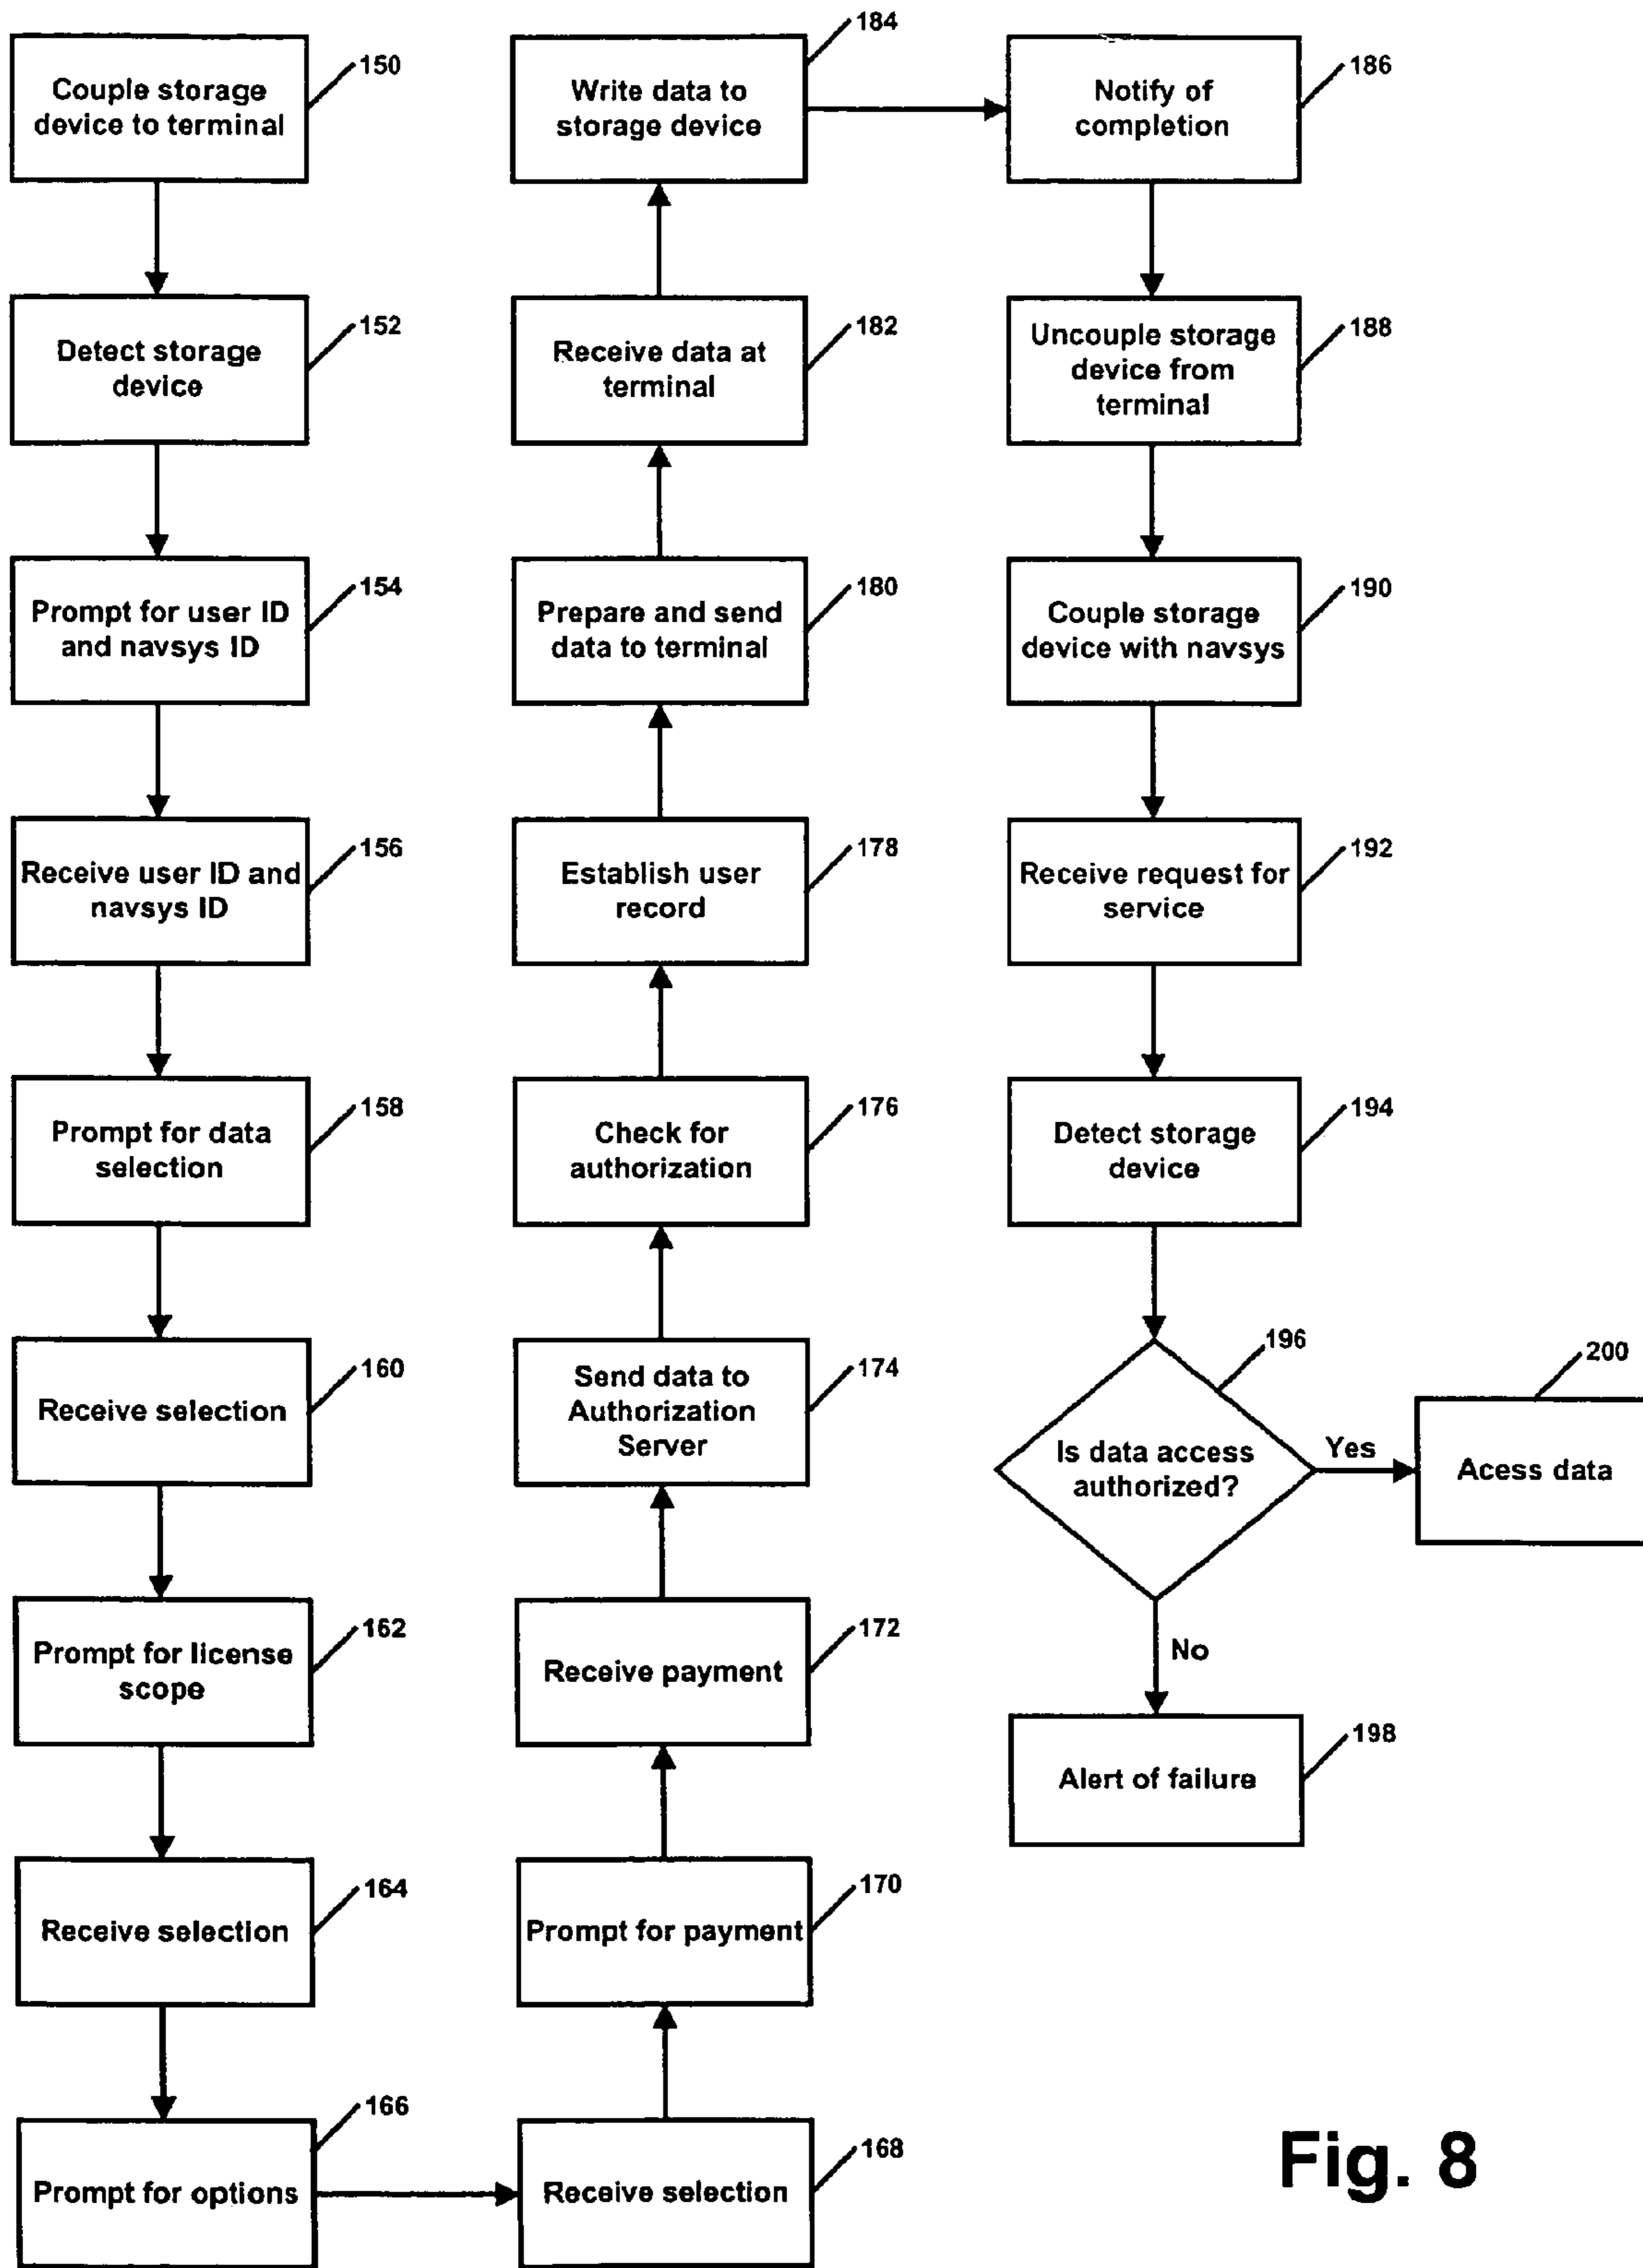 150
Couple storage
device to terminal
152
Detect storage
device
154
Prompt for user ID
and navsys ID
156
Receive user ID and
navsys ID
158
Prompt for data
selection
160
Receive selection
162
Prompt for license
scope
164
Receive selection
166
Prompt for options
168
Receive selection
170
Prompt for payment
172
Receive payment
174
Send data to
Authorization
Server
176
Check for
authorization
178
Establish user
record
180
Prepare and send
data to terminal
182
Receive data at
terminal
184
Write data to
storage device
186
Notify of
completion
188
Uncouple storage
device from
terminal
190
Couple storage
device with navsys
192
Receive request for
service
194
Detect storage
device
196
Is data access
authorized?
Yes
200
Acess data
No
198
Alert of failure
Fig. 8